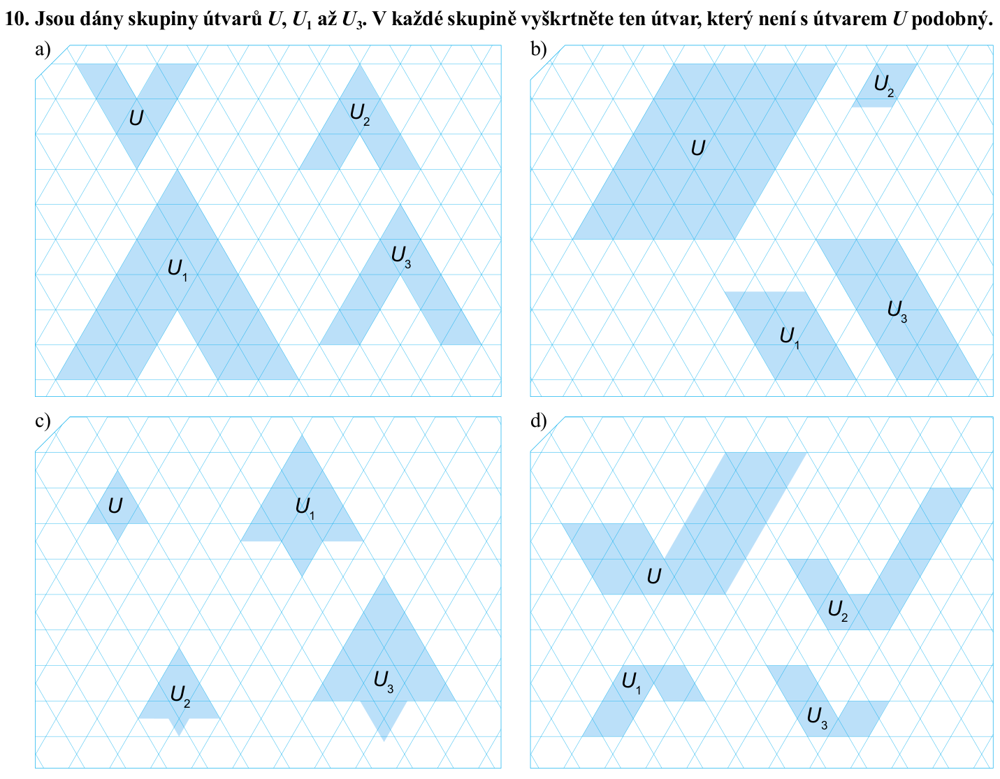 10. Jsou dány skupiny útvarů U, U₁ až U₃. V každé skupině vyškrtněte ten útvar, který není s útvarem U podobný.
a)
U
U₂
U₁
U₃
b)
U₂
U
U₃
U₁
c)
U
U₁
U₂
U₃
d)
U
U₂
U₁
U₃